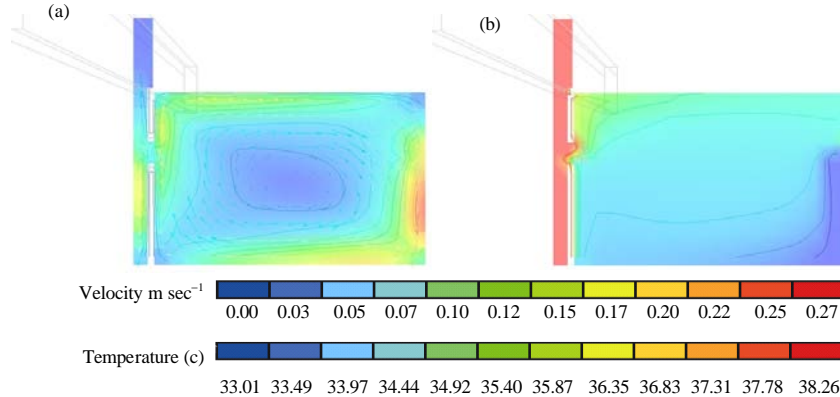 (a)
(b)
Velocity m sec⁻¹
0.00 0.03 0.05 0.07 0.10 0.12 0.15 0.17 0.20 0.22 0.25 0.27
Temperature (c)
33.01 33.49 33.97 34.44 34.92 35.40 35.87 36.35 36.83 37.31 37.78 38.26